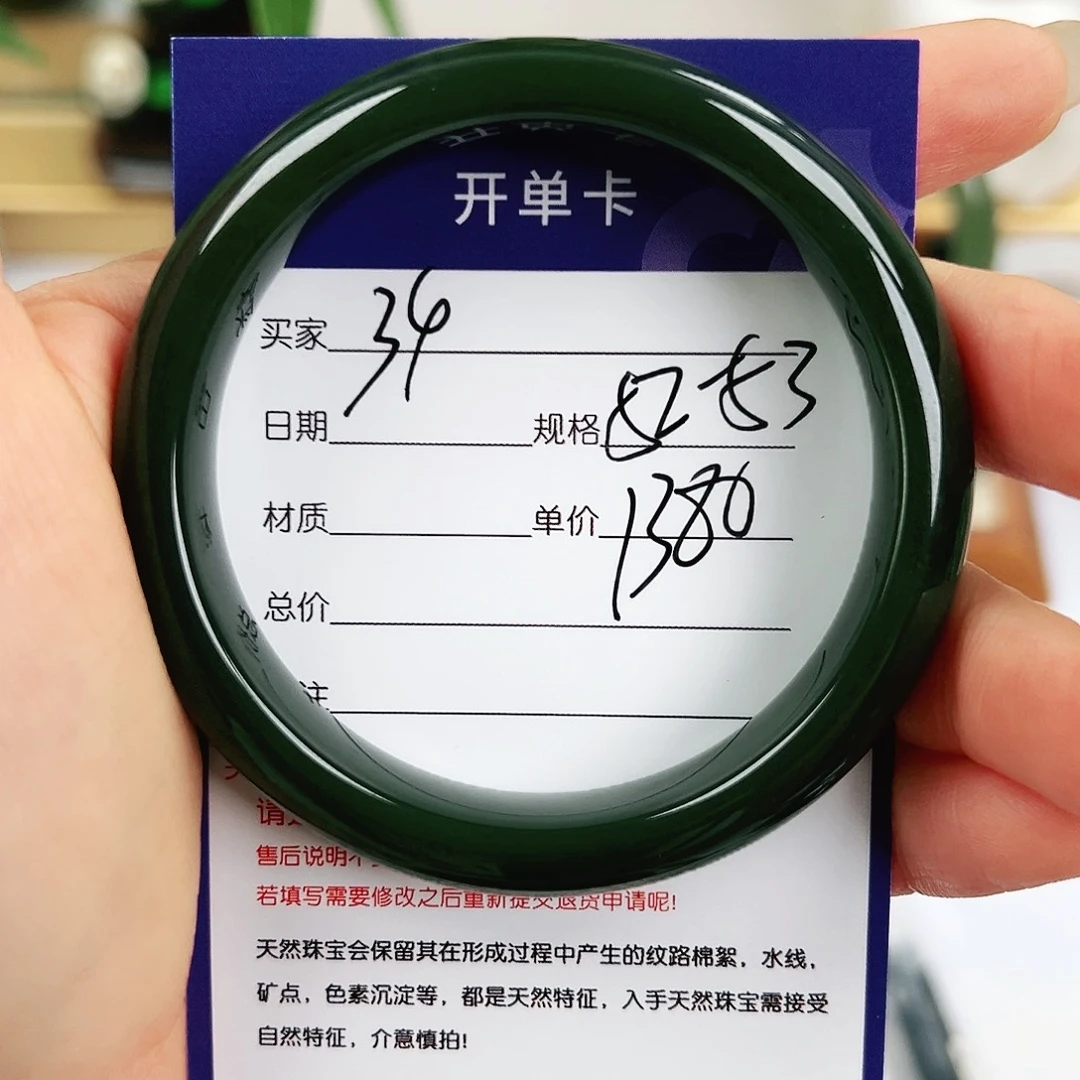 开单卡
买家 34
日期 规格
材质 单价 1380
总价
注
请
售后说明不
若填写需要修改之后重新提交退货申请呢!
天然珠宝会保留其在形成过程中产生的纹路棉絮，水线，
矿点，色素沉淀等，都是天然特征，入手天然珠宝需接受
自然特征，介意慎拍!